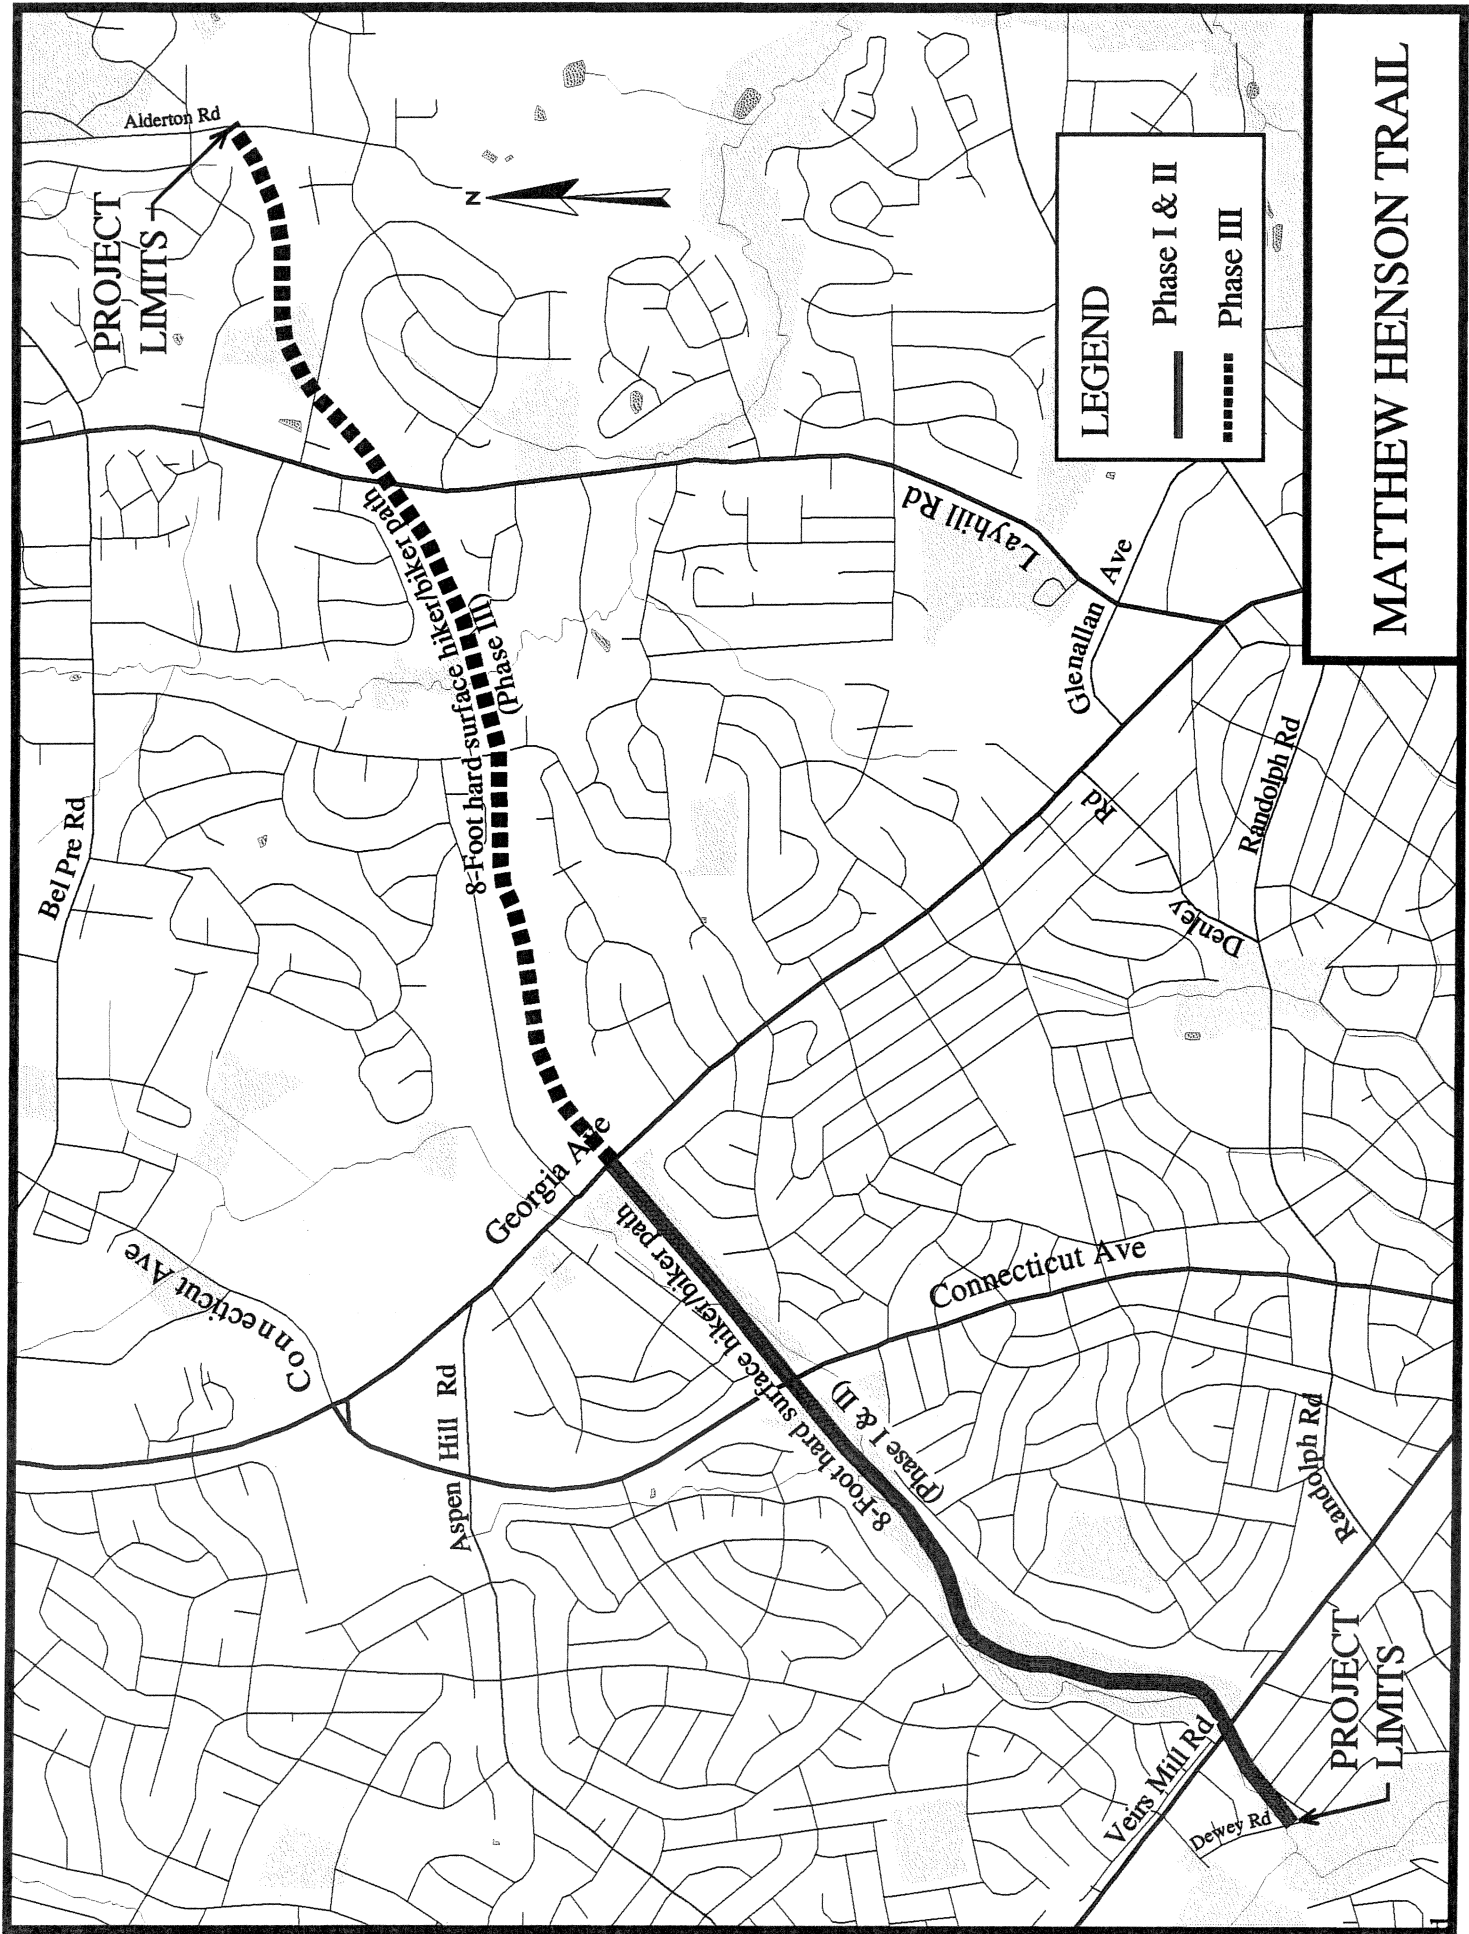 MATTHEW HENSON TRAIL
LEGEND
Phase I & II
Phase III
N
PROJECT
LIMITS
Alderton Rd
Bel Pre Rd
8-Foot hard surface hiker/biker path
(Phase III)
Layhill Rd
Glenallan Ave
Georgia Ave
Connecticut Ave
Aspen Hill Rd
8-Foot hard surface hiker/biker path
(Phase I & II)
Connecticut Ave
Denley Rd
Randolph Rd
Randolph Rd
Veirs Mill Rd
Dewey Rd
PROJECT
LIMITS